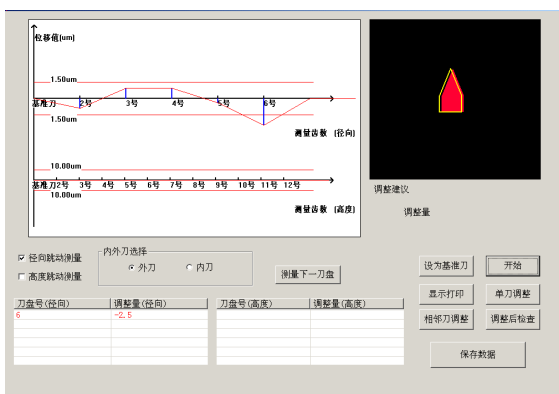 位移值(um)
1.50um
基准刀 2号 3号 4号 5号 6号
1.50um
测量齿数 (径向)
10.00um
基准刀2号 3号 4号 5号 6号 7号 8号 9号 10号 11号 12号
10.00um
测量齿数 (高度)
调整建议
调整量
径向跳动测量
高度跳动测量
内外刀选择
外刀 内刀
测量下一刀盘
设为基准刀 开始
显示打印 单刀调整
相邻刀调整 调整后检查
保存数据
刀盘号(径向) 调整量(径向) 刀盘号(高度) 调整量(高度)
6 -2.5